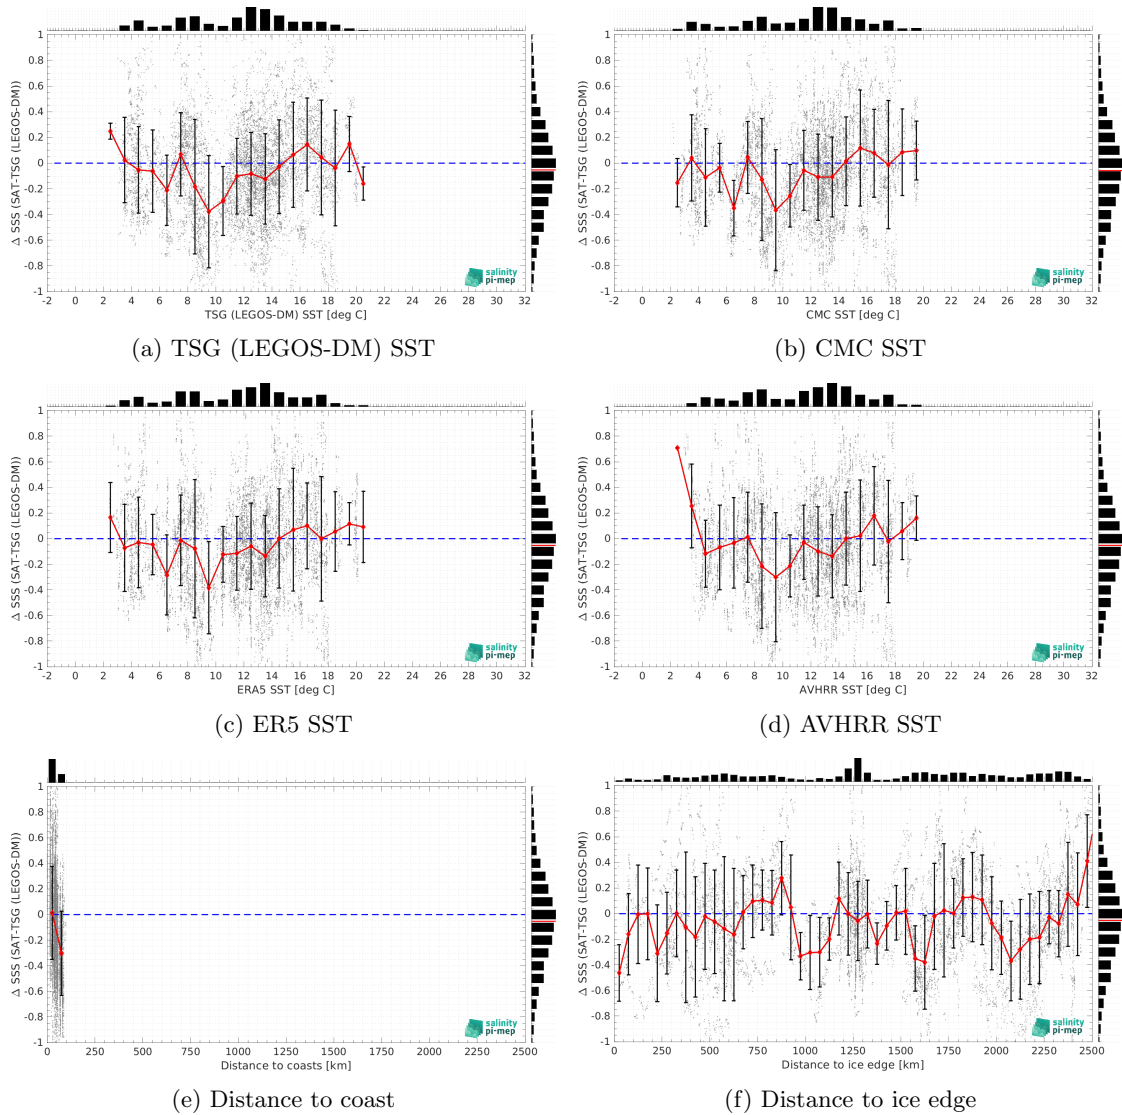 1
0.8
0.6
0.4
0.2
0
-0.2
-0.4
-0.6
-0.8
-1
Δ SSS (SAT-TSG (LEGOS-DM))
salinity
pi-mep
-2 0 2 4 6 8 10 12 14 16 18 20 22 24 26 28 30 32
TSG (LEGOS-DM) SST [deg C]
(a) TSG (LEGOS-DM) SST
1
0.8
0.6
0.4
0.2
0
-0.2
-0.4
-0.6
-0.8
-1
Δ SSS (SAT-TSG (LEGOS-DM))
salinity
pi-mep
-2 0 2 4 6 8 10 12 14 16 18 20 22 24 26 28 30 32
CMC SST [deg C]
(b) CMC SST
1
0.8
0.6
0.4
0.2
0
-0.2
-0.4
-0.6
-0.8
-1
Δ SSS (SAT-TSG (LEGOS-DM))
salinity
pi-mep
-2 0 2 4 6 8 10 12 14 16 18 20 22 24 26 28 30 32
ERA5 SST [deg C]
(c) ER5 SST
1
0.8
0.6
0.4
0.2
0
-0.2
-0.4
-0.6
-0.8
-1
Δ SSS (SAT-TSG (LEGOS-DM))
salinity
pi-mep
-2 0 2 4 6 8 10 12 14 16 18 20 22 24 26 28 30 32
AVHRR SST [deg C]
(d) AVHRR SST
1
0.8
0.6
0.4
0.2
0
-0.2
-0.4
-0.6
-0.8
-1
Δ SSS (SAT-TSG (LEGOS-DM))
salinity
pi-mep
0 250 500 750 1000 1250 1500 1750 2000 2250 2500
Distance to coasts [km]
(e) Distance to coast
1
0.8
0.6
0.4
0.2
0
-0.2
-0.4
-0.6
-0.8
-1
Δ SSS (SAT-TSG (LEGOS-DM))
salinity
pi-mep
0 250 500 750 1000 1250 1500 1750 2000 2250 2500
Distance to ice edge [km]
(f) Distance to ice edge